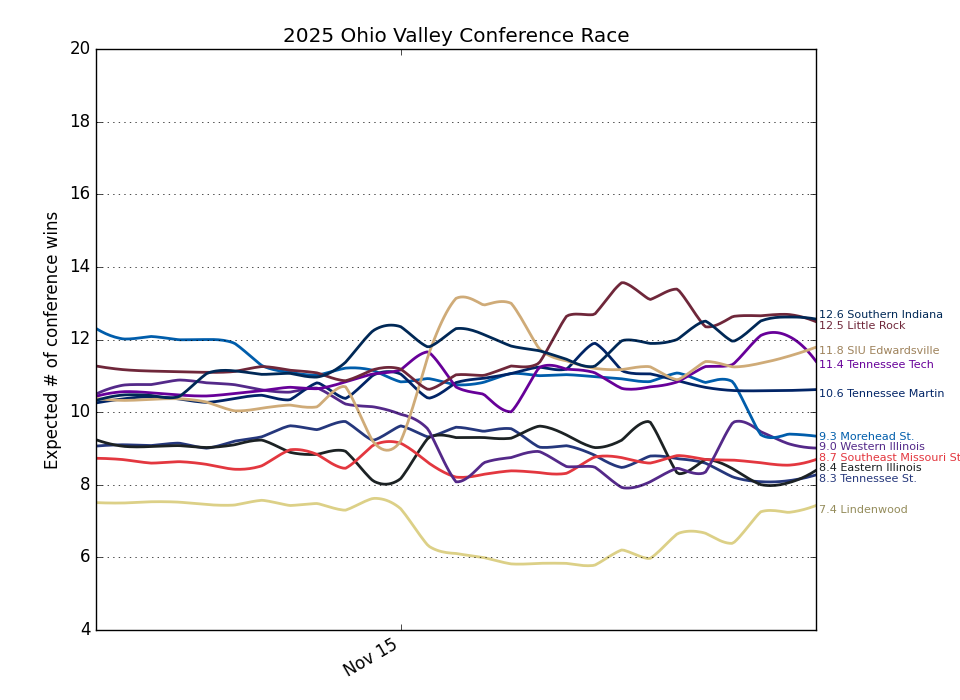 2025 Ohio Valley Conference Race
Expected # of conference wins
20
18
16
14
12
10
8
6
4
Nov 15
12.6 Southern Indiana
12.5 Little Rock
11.8 SIU Edwardsville
11.4 Tennessee Tech
10.6 Tennessee Martin
9.3 Morehead St.
9.0 Western Illinois
8.7 Southeast Missouri St
8.4 Eastern Illinois
8.3 Tennessee St.
7.4 Lindenwood